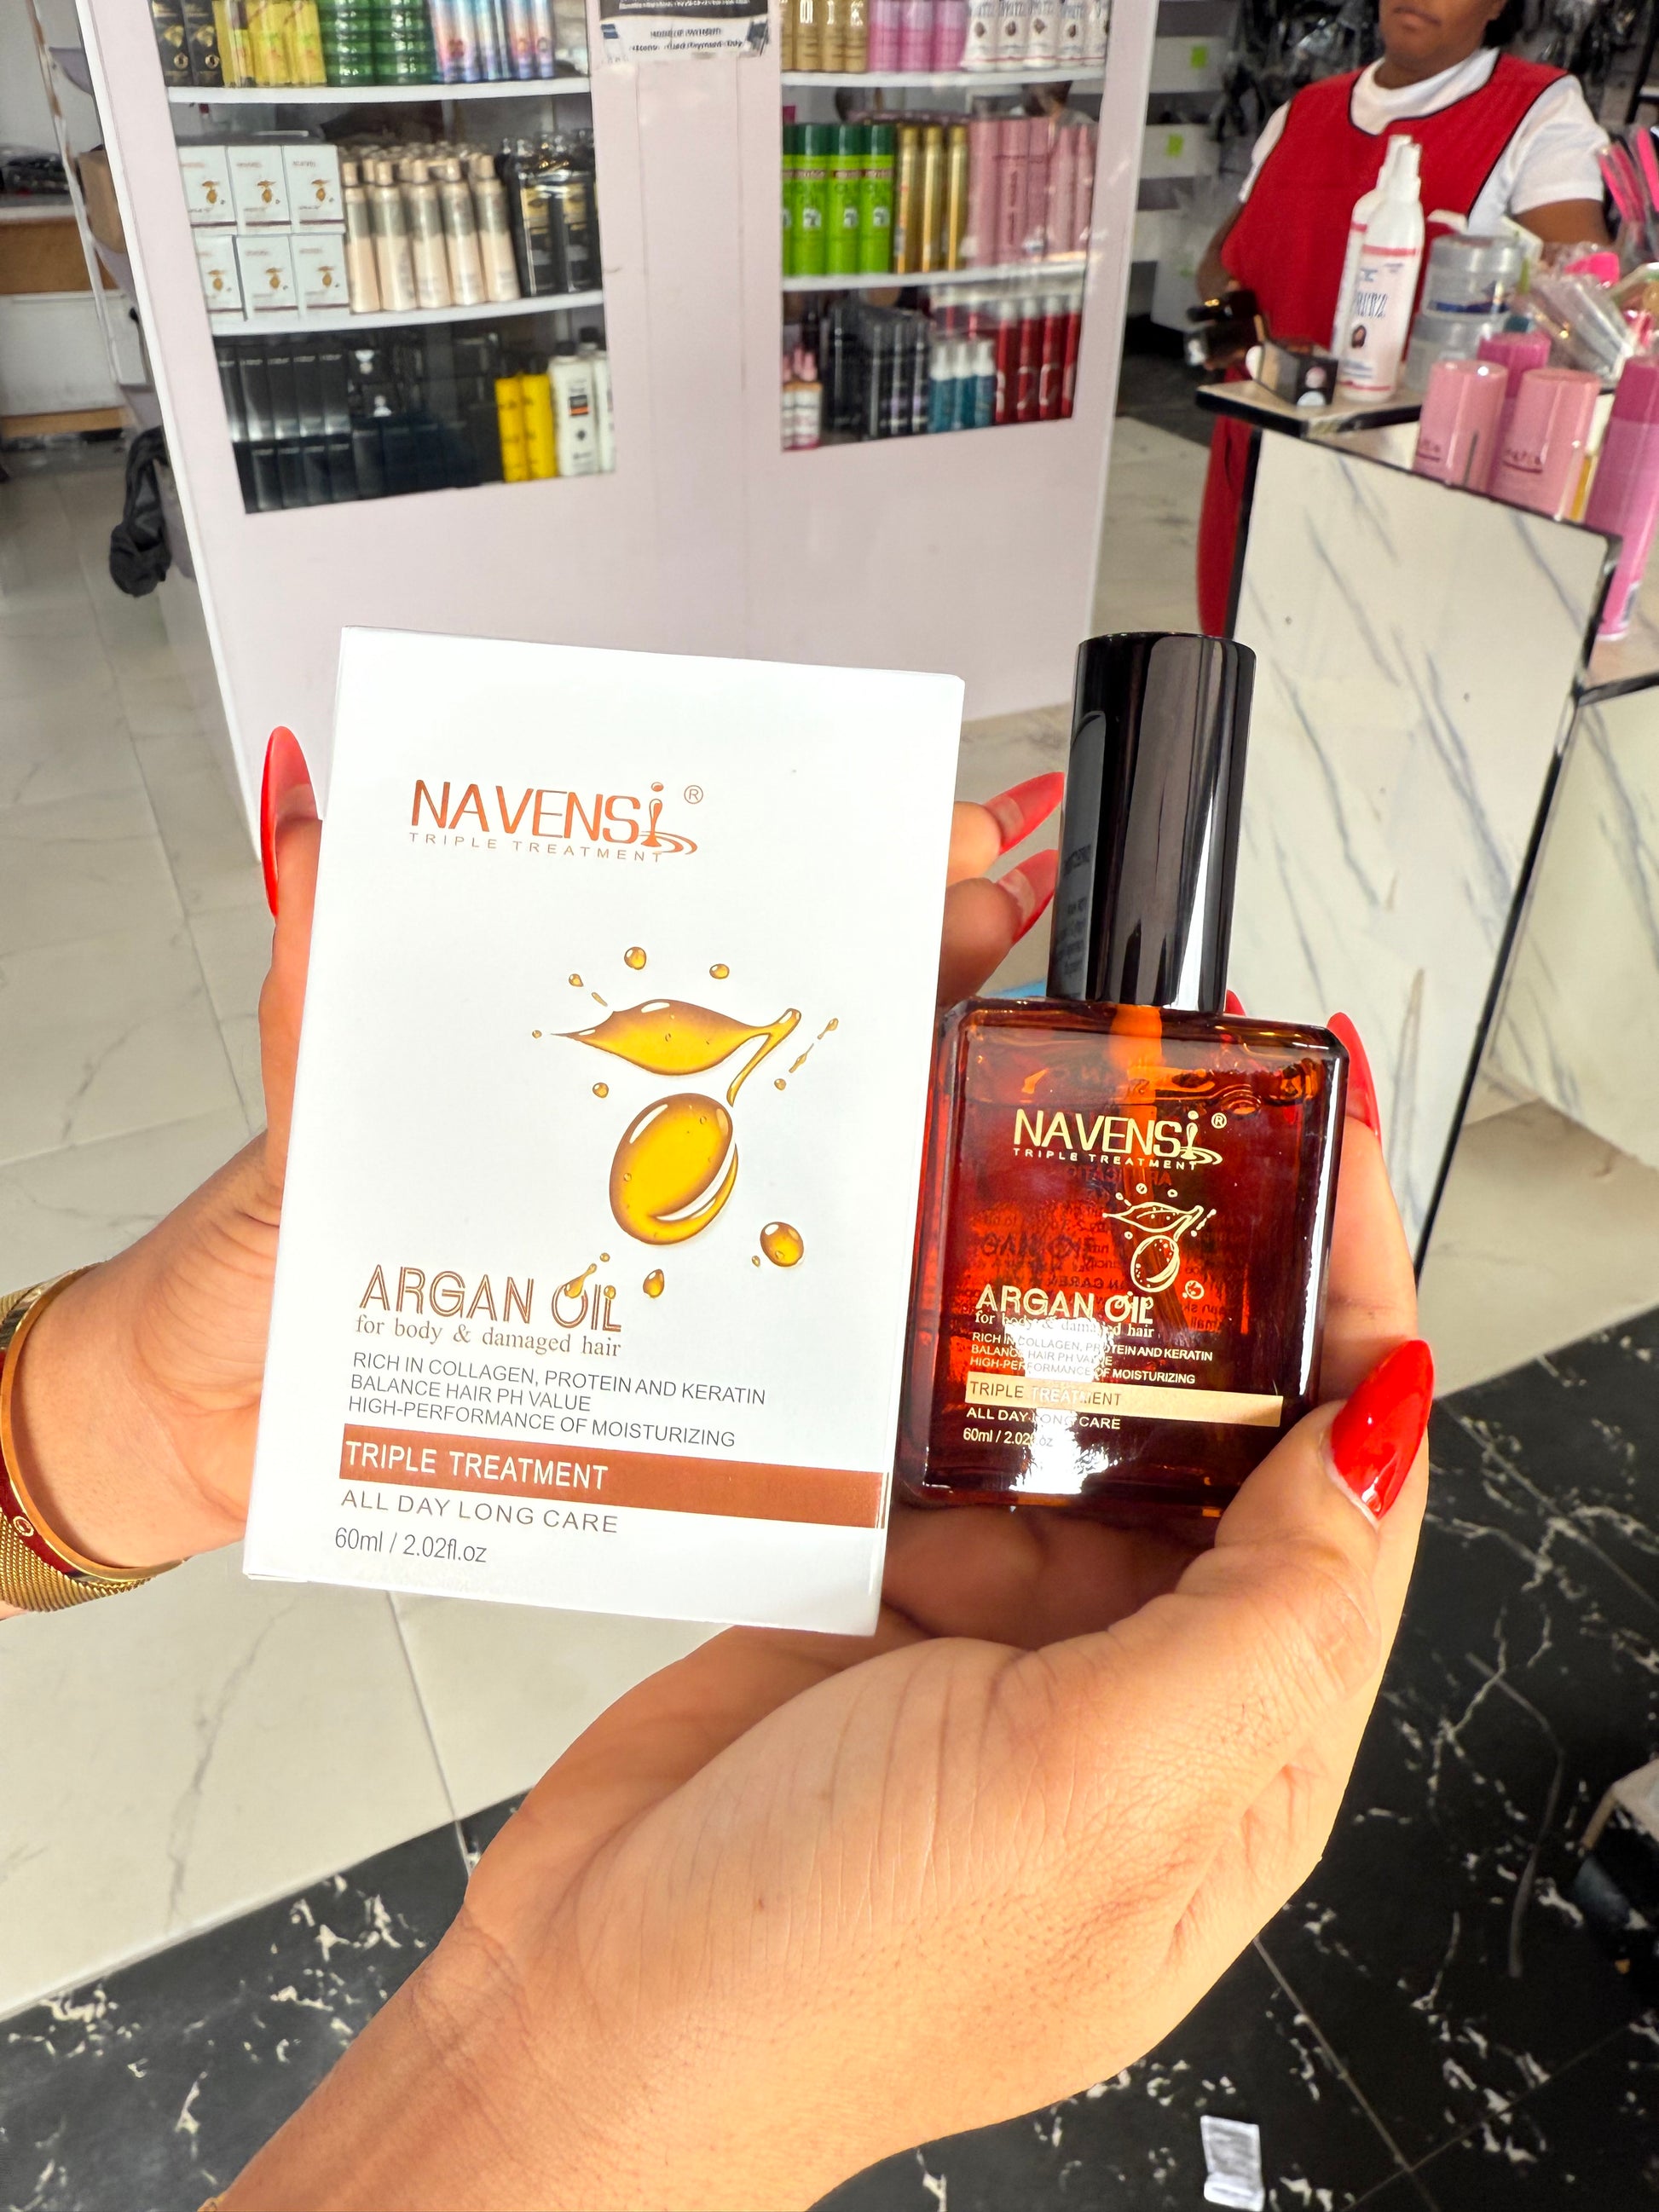 NAVENSi®
TRIPLE TREATMENT
ARGAN OIL
for body & damaged hair
RICH IN COLLAGEN, PROTEIN AND KERATIN
BALANCE HAIR PH VALUE
HIGH-PERFORMANCE OF MOISTURIZING
TRIPLE TREATMENT
ALL DAY LONG CARE
60ml / 2.02fl.oz
NAVENSi®
TRIPLE TREATMENT
ARGAN OIL
for body & damaged hair
RICH IN COLLAGEN, PROTEIN AND KERATIN
BALANCE HAIR PH VALUE
HIGH-PERFORMANCE OF MOISTURIZING
TRIPLE TREATMENT
ALL DAY LONG CARE
60ml / 2.02fl.oz